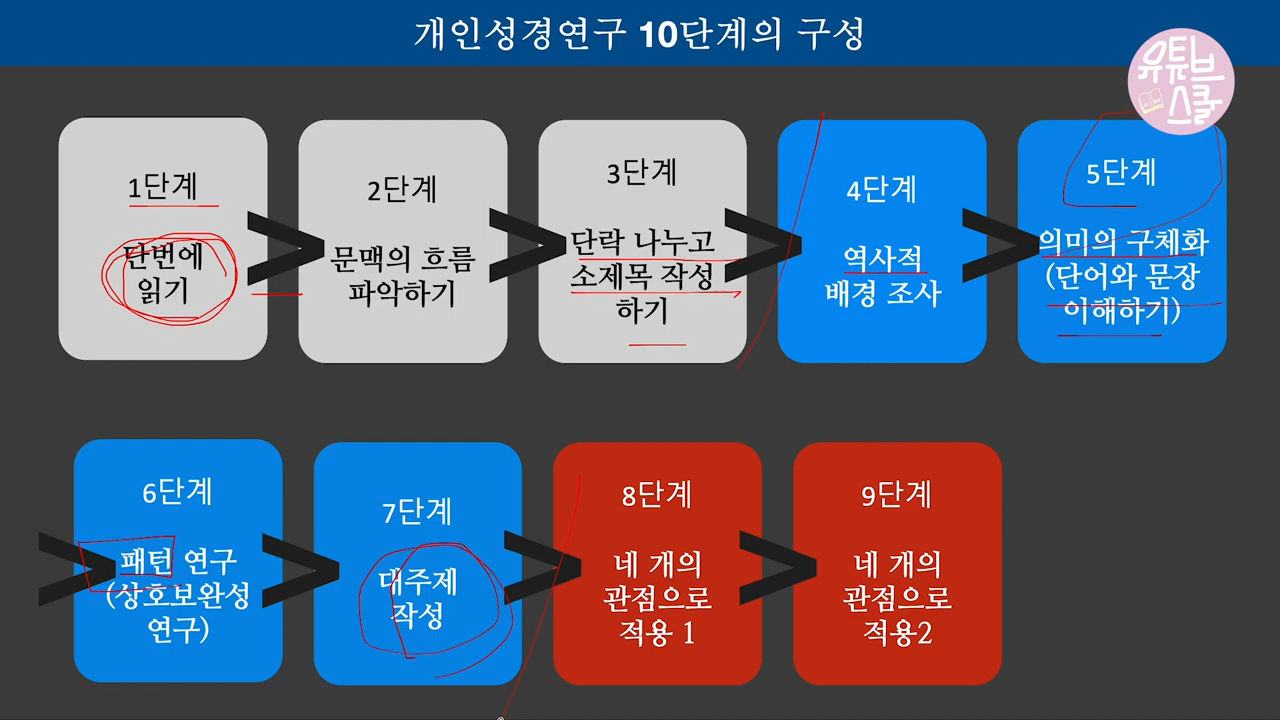 개인성경연구 10단계의 구성
유튜브
스쿨
1단계
단번에
읽기
2단계
문맥의 흐름
파악하기
3단계
단락 나누고
소제목 작성
하기
4단계
역사적
배경 조사
5단계
의미의 구체화
(단어와 문장
이해하기)
6단계
패턴 연구
(상호보완성
연구)
7단계
대주제
작성
8단계
네 개의
관점으로
적용 1
9단계
네 개의
관점으로
적용2